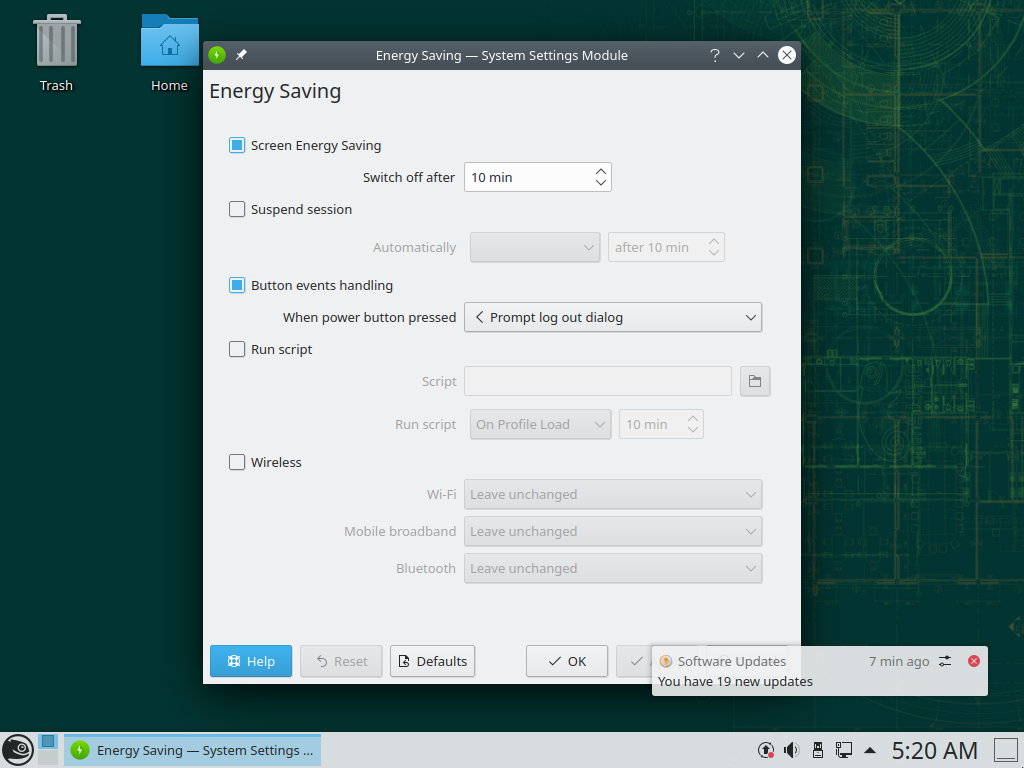 Trash
Home
Energy Saving — System Settings Module
Energy Saving
Screen Energy Saving
Switch off after 10 min
Suspend session
Automatically after 10 min
Button events handling
When power button pressed Prompt log out dialog
Run script
Script
Run script On Profile Load 10 min
Wireless
Wi-Fi Leave unchanged
Mobile broadband Leave unchanged
Bluetooth Leave unchanged
Help Reset Defaults OK
Software Updates 7 min ago
You have 19 new updates
Energy Saving — System Settings ... 5:20 AM